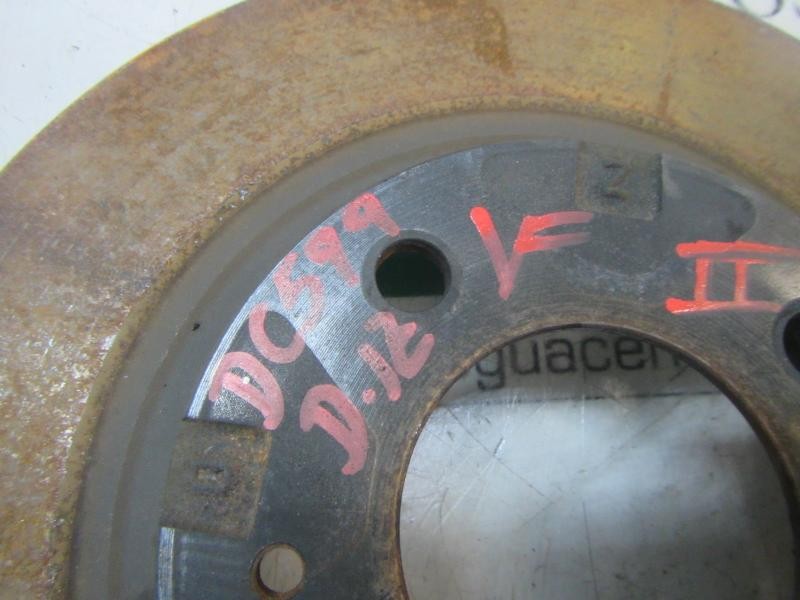 DC599
D.12
VF
II
N
guacen